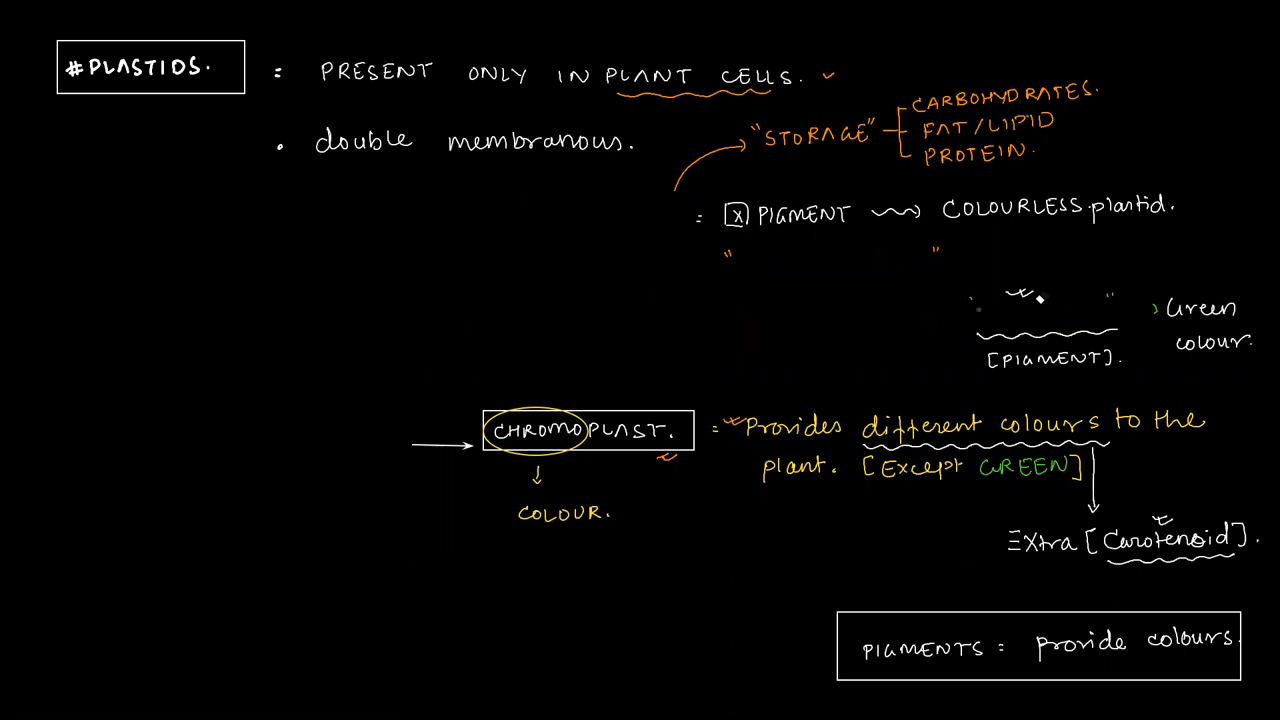 #PLASTIDS. : PRESENT ONLY IN PLANT CELLS.
. double membranous.
"STORAGE"
CARBOHYDRATES.
FAT/LIPID
PROTEIN.
= [X] PIGMENT COLOURLESS plastid.
" "
" " > Green
colour.
[PIGMENT].
CHROMOPLAST. = Provides different colours to the
plant. [Except GREEN]
COLOUR.
Extra [Carotenoid].
PIGMENTS = provide colours.